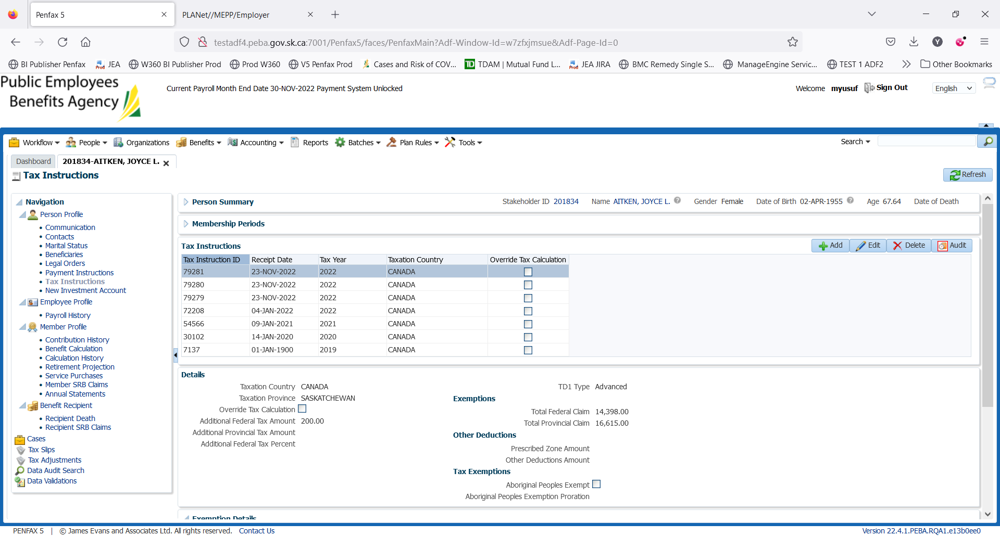 Penfax 5
PLANet//MEPP/Employer
testadf4.peba.gov.sk.ca:7001/Penfax5/faces/PenfaxMain?Adf-Window-Id=w7zfxjmsue&Adf-Page-Id=0
BI Publisher Penfax JEA W360 BI Publisher Prod Prod W360 V5 Penfax Prod Cases and Risk of COV... TDAM | Mutual Fund L... JEA JIRA BMC Remedy Single S... ManageEngine Servic... TEST 1 ADF2 Other Bookmarks
Public Employees
Benefits Agency
Current Payroll Month End Date 30-NOV-2022 Payment System Unlocked
Welcome myusuf Sign Out English
Workflow People Organizations Benefits Accounting Reports Batches Plan Rules Tools Search
Dashboard 201834-AITKEN, JOYCE L.
Tax Instructions
Refresh
Navigation
Person Profile
Communication
Contacts
Marital Status
Beneficiaries
Legal Orders
Payment Instructions
Tax Instructions
New Investment Account
Employee Profile
Payroll History
Member Profile
Contribution History
Benefit Calculation
Calculation History
Retirement Projection
Service Purchases
Member SRB Claims
Annual Statements
Benefit Recipient
Recipient Death
Recipient SRB Claims
Cases
Tax Slips
Tax Adjustments
Data Audit Search
Data Validations
Person Summary Stakeholder ID 201834 Name AITKEN, JOYCE L. Gender Female Date of Birth 02-APR-1955 Age 67.64 Date of Death
Membership Periods
Tax Instructions
Add Edit Delete Audit
Tax Instruction ID Receipt Date Tax Year Taxation Country Override Tax Calculation
79281 23-NOV-2022 2022 CANADA
79280 23-NOV-2022 2022 CANADA
79279 23-NOV-2022 2022 CANADA
72208 04-JAN-2022 2022 CANADA
54566 09-JAN-2021 2021 CANADA
30102 14-JAN-2020 2020 CANADA
7137 01-JAN-1900 2019 CANADA
Details
Taxation Country CANADA
Taxation Province SASKATCHEWAN
Override Tax Calculation
Additional Federal Tax Amount 200.00
Additional Provincial Tax Amount
Additional Federal Tax Percent
TD1 Type Advanced
Exemptions
Total Federal Claim 14,398.00
Total Provincial Claim 16,615.00
Other Deductions
Prescribed Zone Amount
Other Deductions Amount
Tax Exemptions
Aboriginal Peoples Exempt
Aboriginal Peoples Exemption Proration
Exemption Details
PENFAX 5 | © James Evans and Associates Ltd. All rights reserved. Contact Us
Version 22.4.1.PEBA.RQA1.e13b0ee0